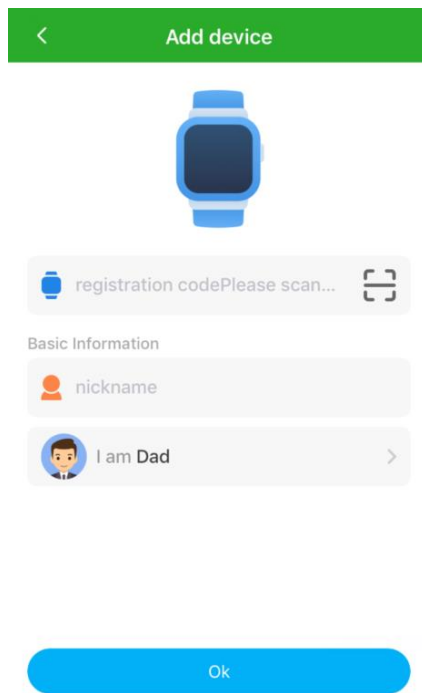 Add device
registration codePlease scan...
Basic Information
nickname
I am Dad
Ok